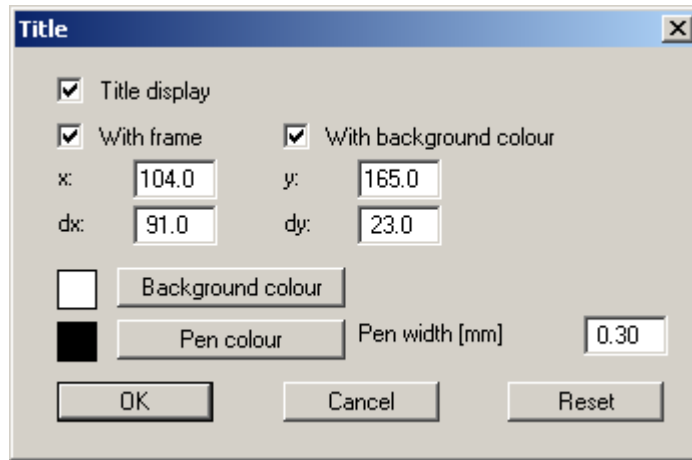 Title
Title display
With frame With background colour
x: 104.0 y: 165.0
dx: 91.0 dy: 23.0
Background colour
Pen colour Pen width [mm] 0.30
OK Cancel Reset